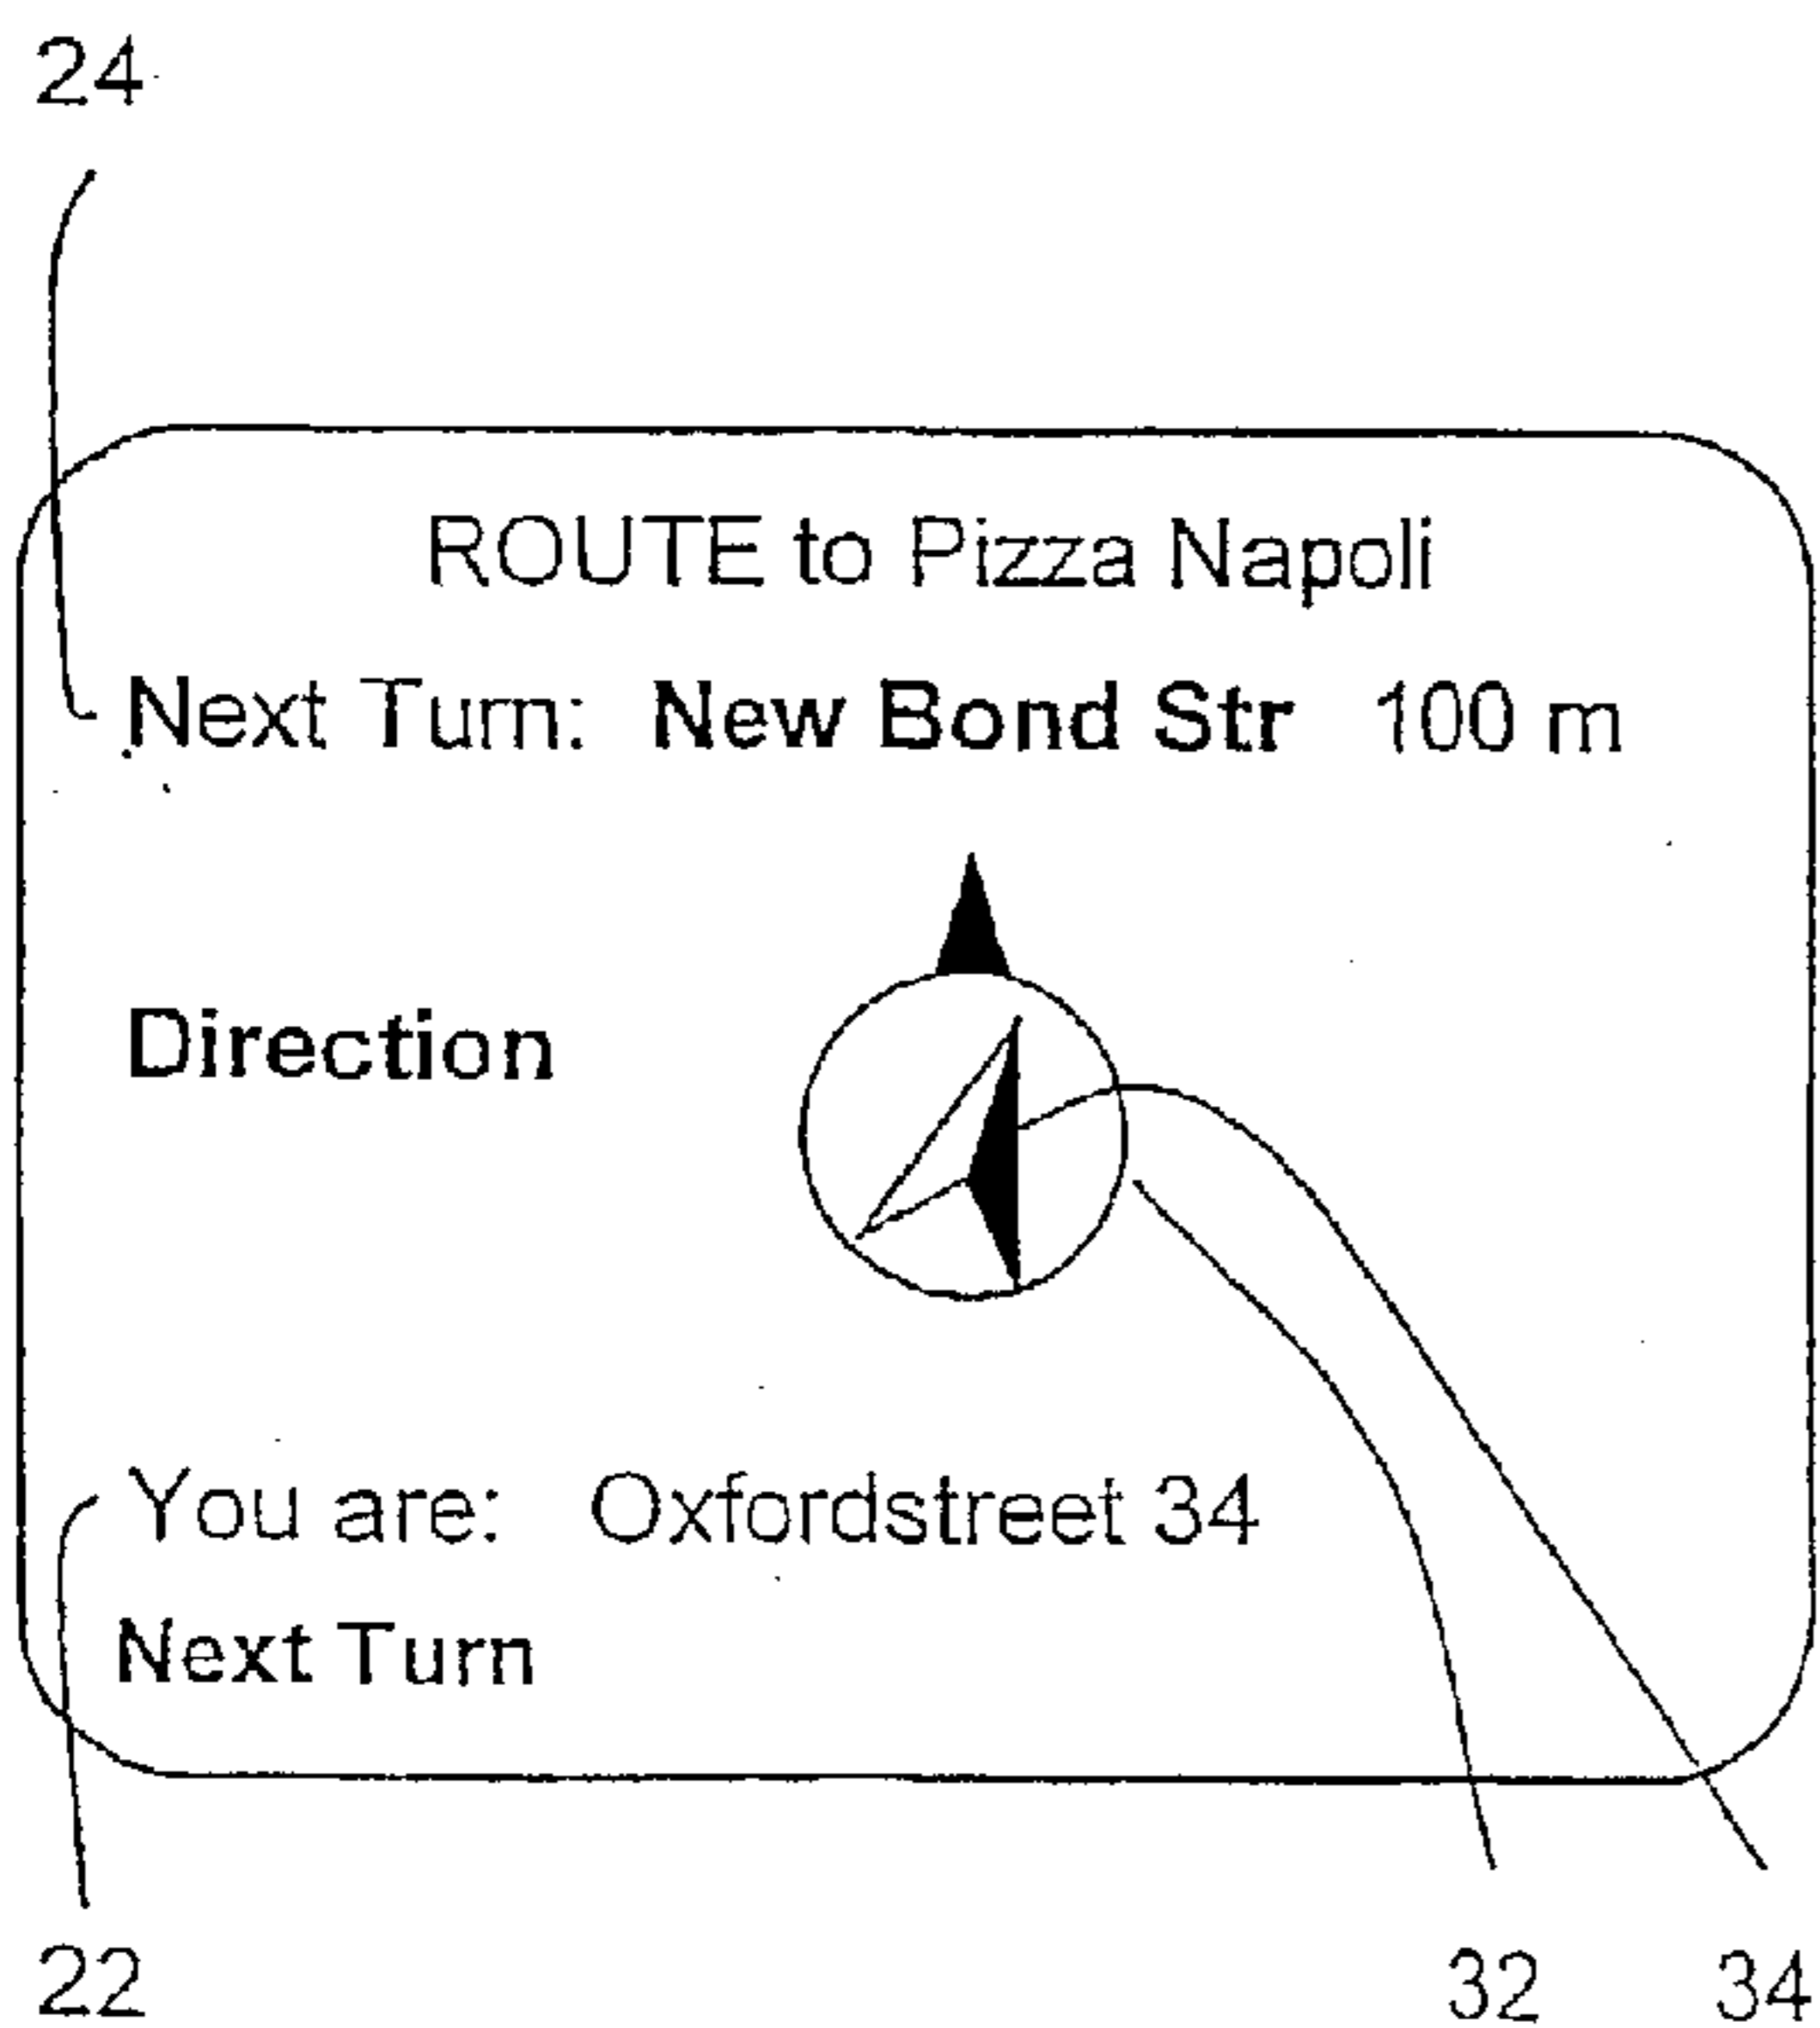 24
ROUTE to Pizza Napoli
Next Turn: New Bond Str 100 m
Direction
You are: Oxfordstreet 34
Next Turn
22 32 34